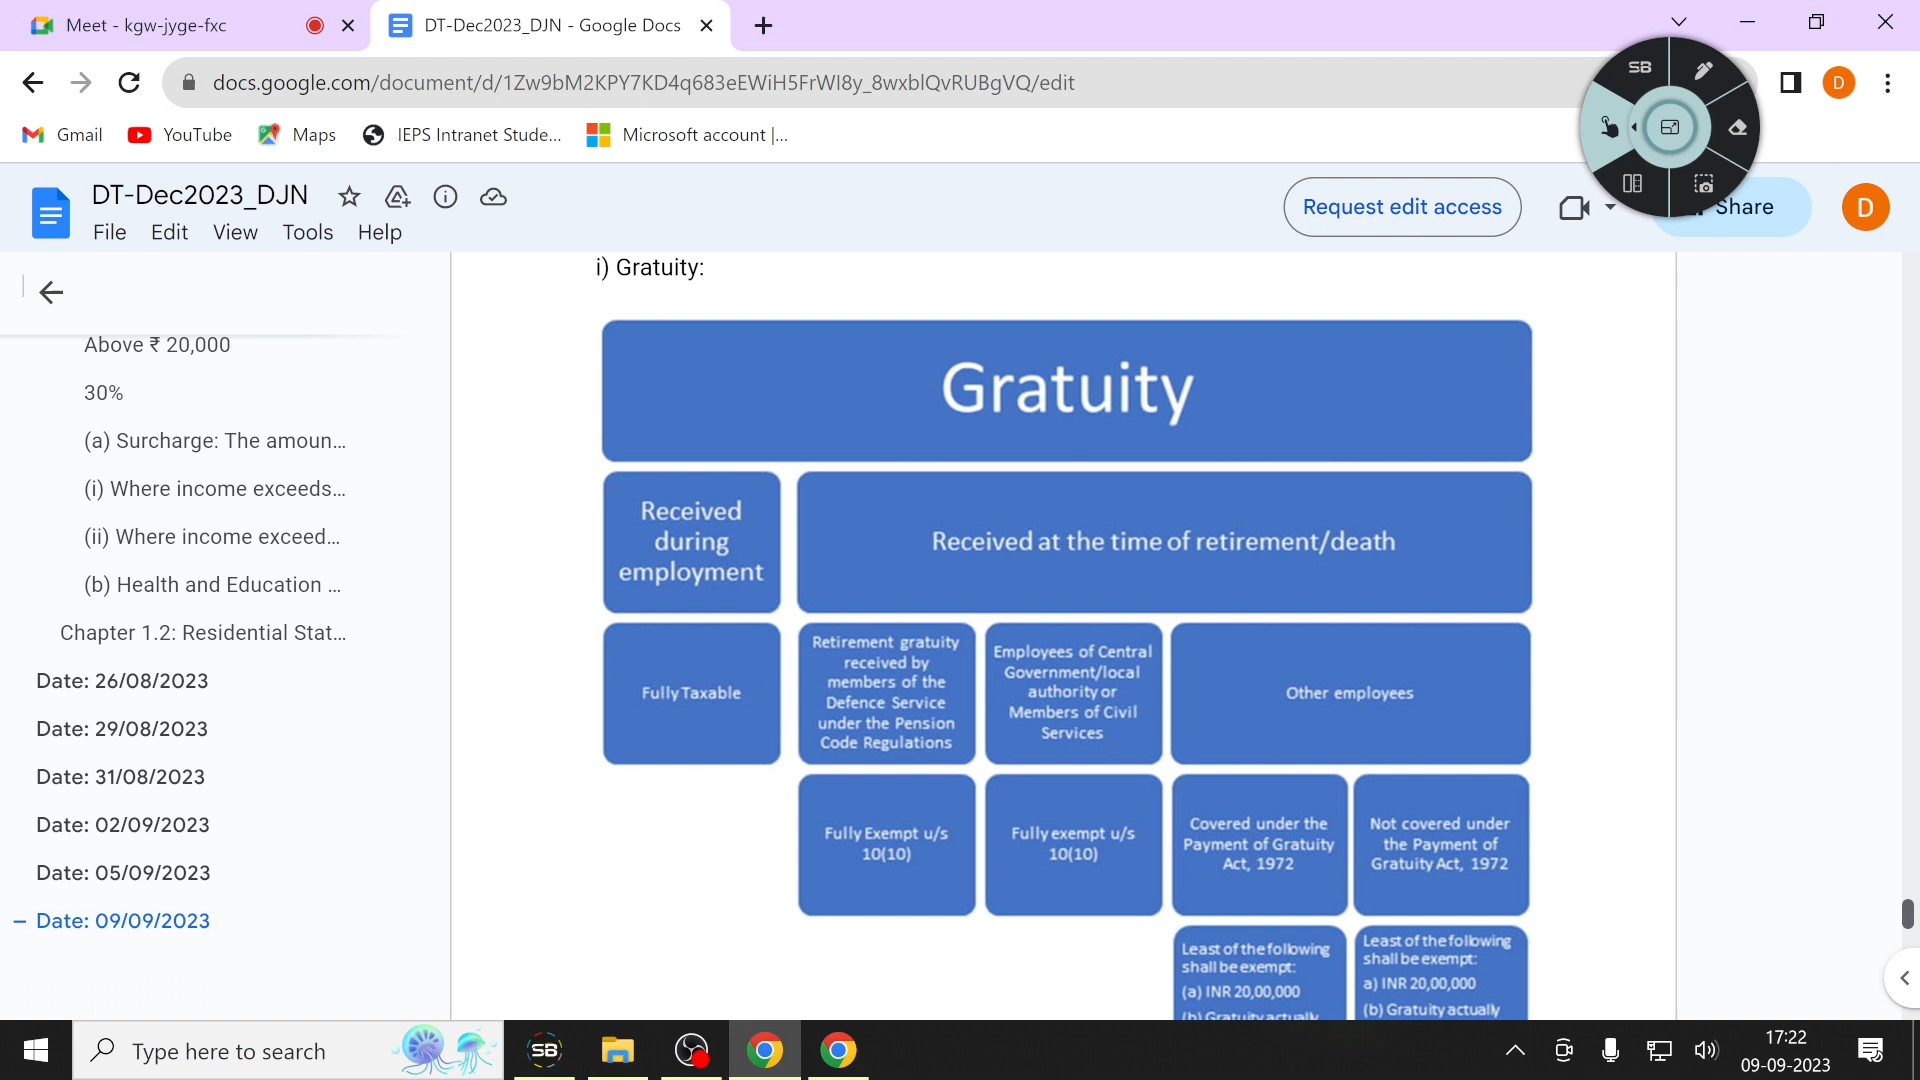 Meet - kgw-jyge-fxc
DT-Dec2023_DJN - Google Docs
docs.google.com/document/d/1Zw9bM2KPY7KD4q683eEWiH5FrWI8y_8wxblQvRUBgVQ/edit
SB
D
Gmail
YouTube
Maps
IEPS Intranet Stude...
Microsoft account |...
DT-Dec2023_DJN
File Edit View Tools Help
Request edit access
Share
D
i) Gratuity:
Above ₹ 20,000
30%
(a) Surcharge: The amoun...
(i) Where income exceeds...
(ii) Where income exceed...
(b) Health and Education ...
Chapter 1.2: Residential Stat...
Date: 26/08/2023
Date: 29/08/2023
Date: 31/08/2023
Date: 02/09/2023
Date: 05/09/2023
Date: 09/09/2023
Gratuity
Received
during
employment
Received at the time of retirement/death
Fully Taxable
Retirement gratuity
received by
members of the
Defence Service
under the Pension
Code Regulations
Employees of Central
Government/local
authority or
Members of Civil
Services
Other employees
Fully Exempt u/s
10(10)
Fully exempt u/s
10(10)
Covered under the
Payment of Gratuity
Act, 1972
Not covered under
the Payment of
Gratuity Act, 1972
Least of the following
shall be exempt:
(a) INR 20,00,000
(b) Gratuity actually
Least of the following
shall be exempt:
a) INR 20,00,000
(b) Gratuity actually
Type here to search
SB
17:22
09-09-2023